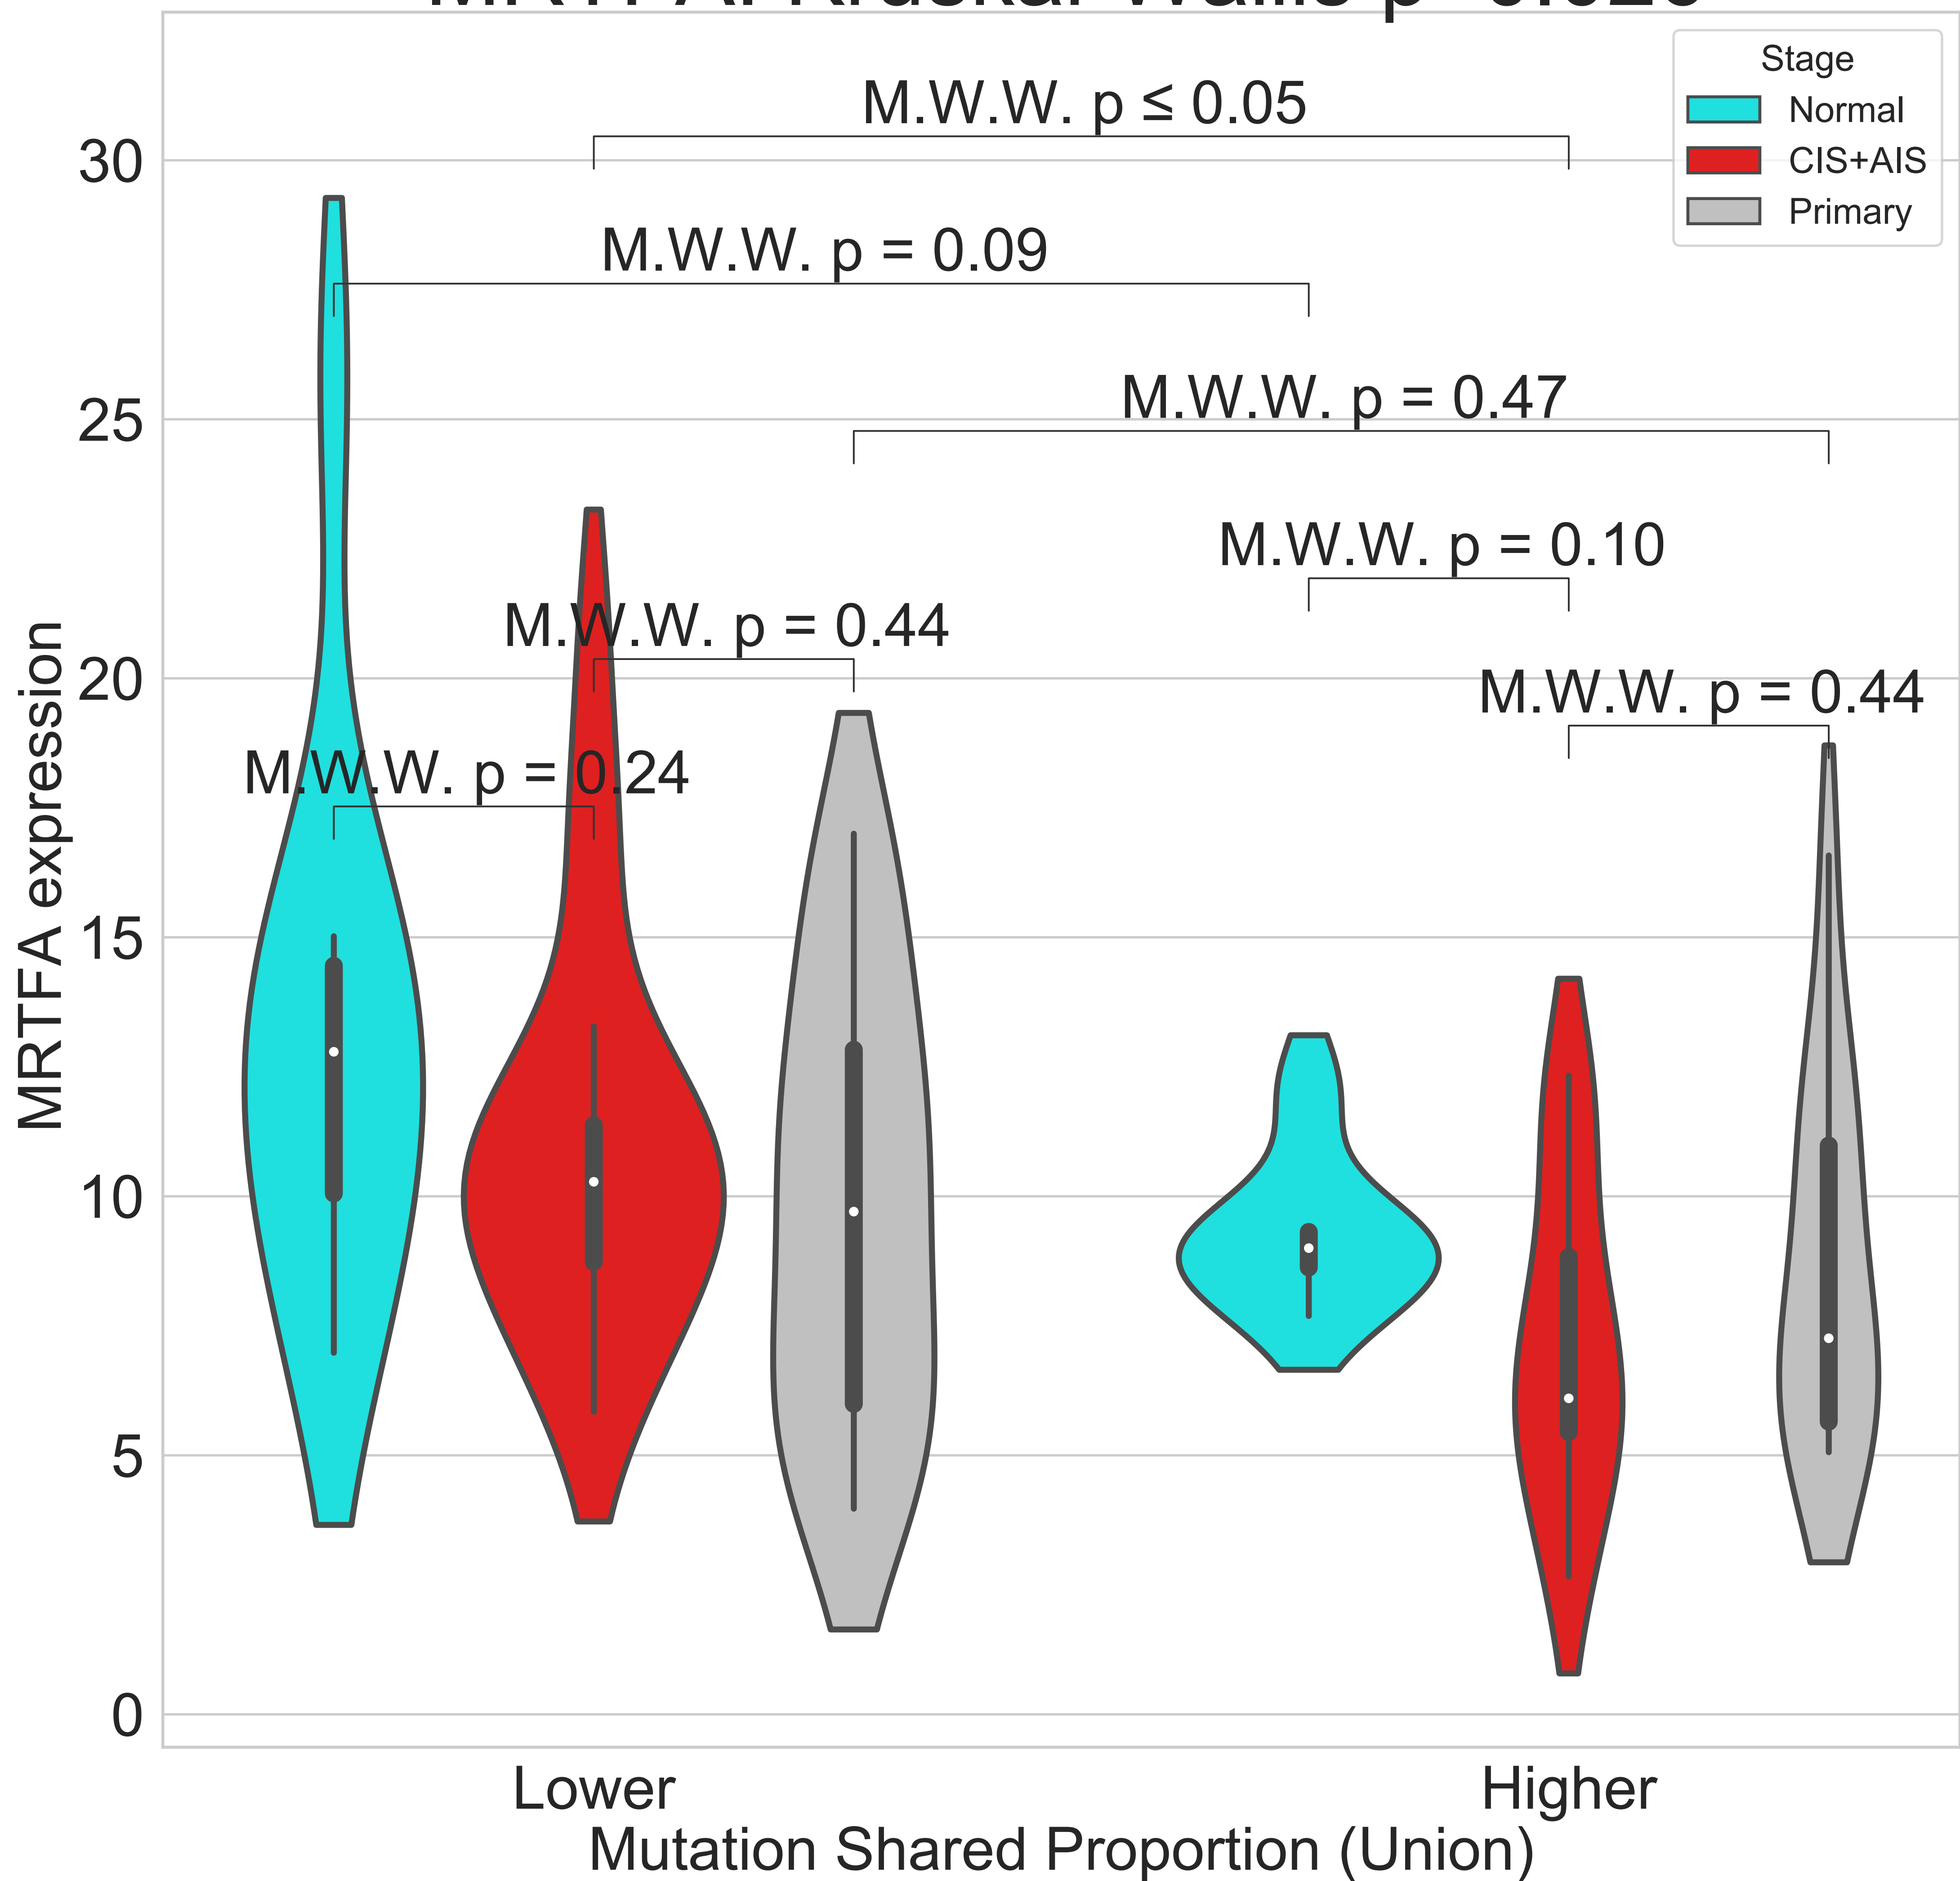 Stage
Normal
CIS+AIS
Primary
M.W.W. p ≤ 0.05
M.W.W. p = 0.09
M.W.W. p = 0.47
M.W.W. p = 0.10
M.W.W. p = 0.44
M.W.W. p = 0.44
M.W.W. p = 0.24
MRTFA expression
30
25
20
15
10
5
0
Lower
Higher
Mutation Shared Proportion (Union)